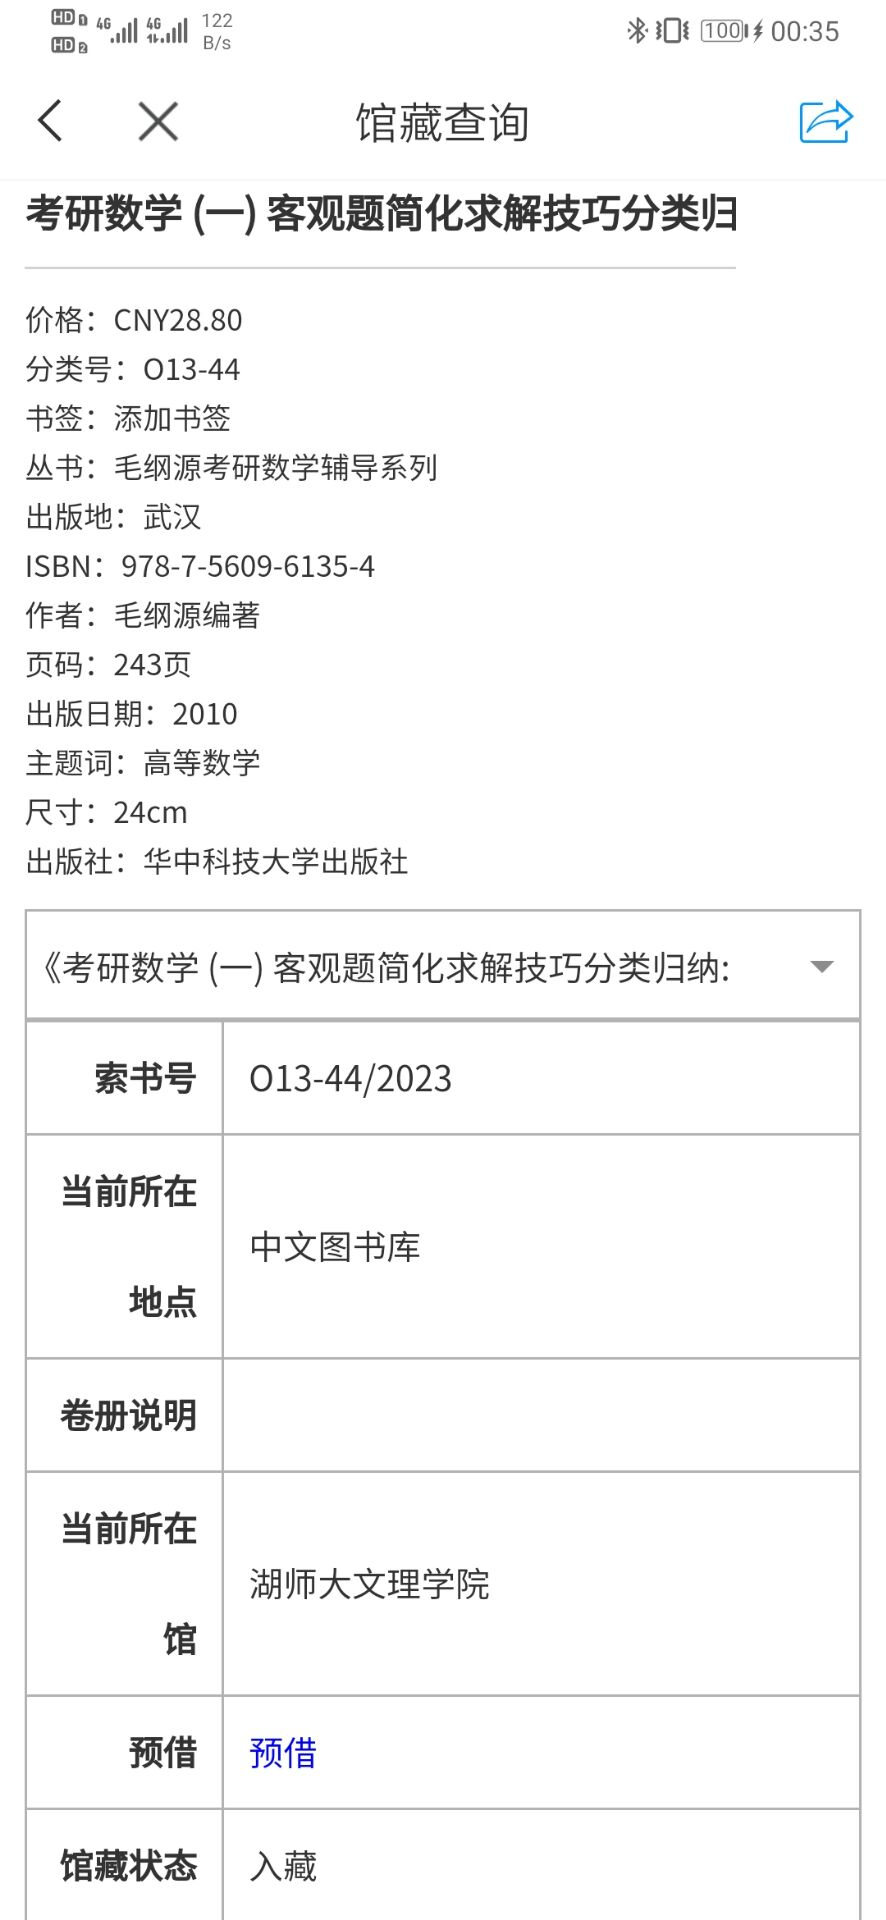 HD 1 4G 4G 122 B/s 100 00:35
HD 2
馆藏查询
考研数学 (一) 客观题简化求解技巧分类归
价格：CNY28.80
分类号：O13-44
书签：添加书签
丛书：毛纲源考研数学辅导系列
出版地：武汉
ISBN：978-7-5609-6135-4
作者：毛纲源编著
页码：243页
出版日期：2010
主题词：高等数学
尺寸：24cm
出版社：华中科技大学出版社
《考研数学 (一) 客观题简化求解技巧分类归纳:
索书号 O13-44/2023
当前所在
地点
中文图书库
卷册说明
当前所在
馆
湖师大文理学院
预借 预借
馆藏状态 入藏